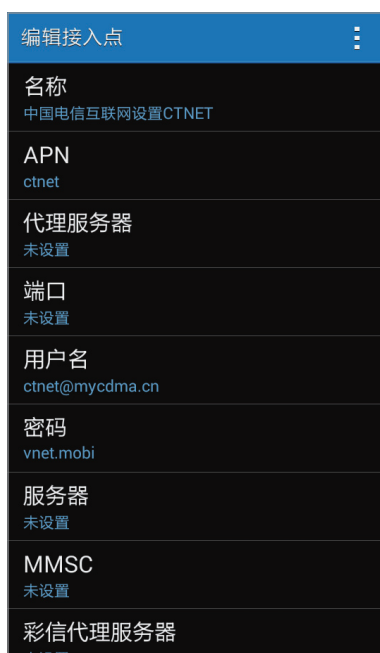 编辑接入点
名称
中国电信互联网设置CTNET
APN
ctnet
代理服务器
未设置
端口
未设置
用户名
ctnet@mycdma.cn
密码
vnet.mobi
服务器
未设置
MMSC
未设置
彩信代理服务器